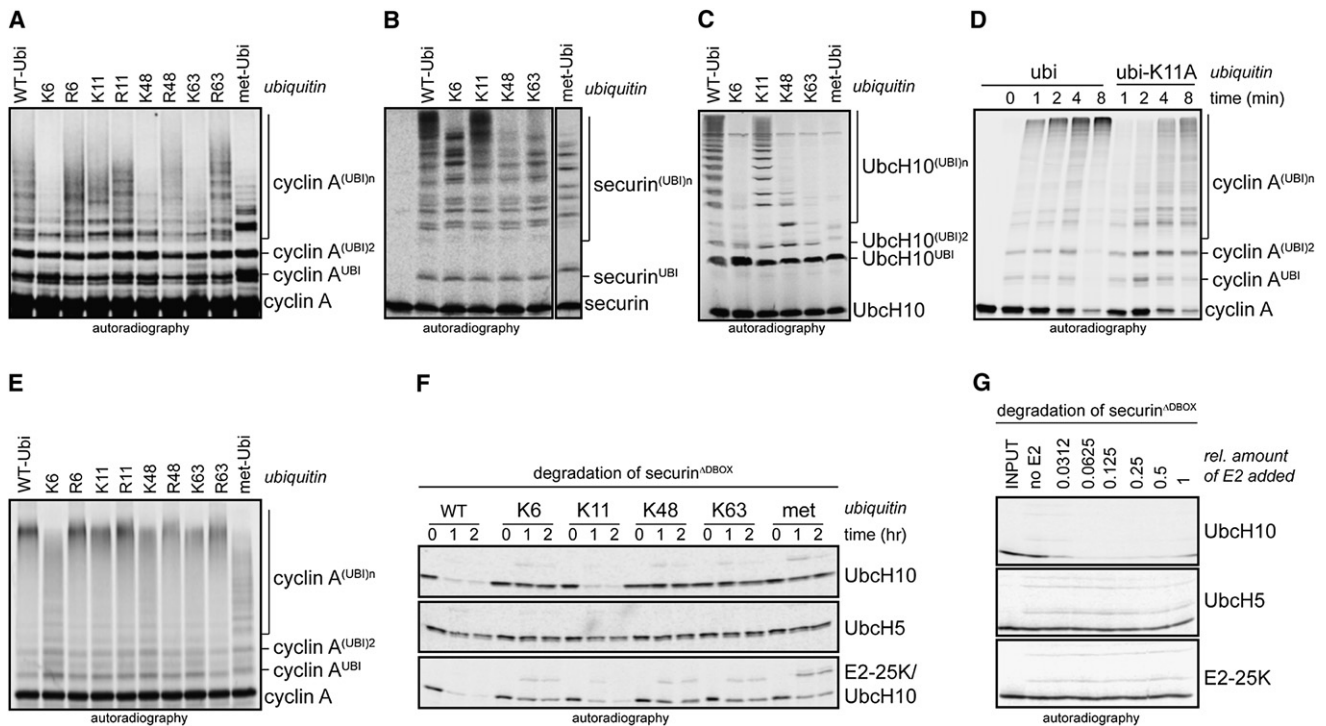 A
WT-Ubi K6 R6 K11 R11 K48 R48 K63 R63 met-Ubi ubiquitin
cyclin A(UBI)n
cyclin A(UBI)2
cyclin AUBI
cyclin A
autoradiography
B
WT-Ubi K6 K11 K48 K63 met-Ubi ubiquitin
securin(UBI)n
securinUBI
securin
autoradiography
C
WT-Ubi K6 K11 K48 K63 met-Ubi ubiquitin
UbcH10(UBI)n
UbcH10(UBI)2
UbcH10UBI
UbcH10
autoradiography
D
ubi ubi-K11A ubiquitin
0 1 2 4 8 1 2 4 8 time (min)
cyclin A(UBI)n
cyclin A(UBI)2
cyclin AUBI
cyclin A
autoradiography
E
WT-Ubi K6 R6 K11 R11 K48 R48 K63 R63 met-Ubi ubiquitin
cyclin A(UBI)n
cyclin A(UBI)2
cyclin AUBI
cyclin A
autoradiography
F
degradation of securinΔDBOX
WT K6 K11 K48 K63 met ubiquitin
0 1 2 0 1 2 0 1 2 0 1 2 0 1 2 0 1 2 time (hr)
UbcH10
UbcH5
E2-25K/
UbcH10
autoradiography
G
degradation of securinΔDBOX
INPUT no E2 0.0312 0.0625 0.125 0.25 0.5 1 rel. amount
of E2 added
UbcH10
UbcH5
E2-25K
autoradiography